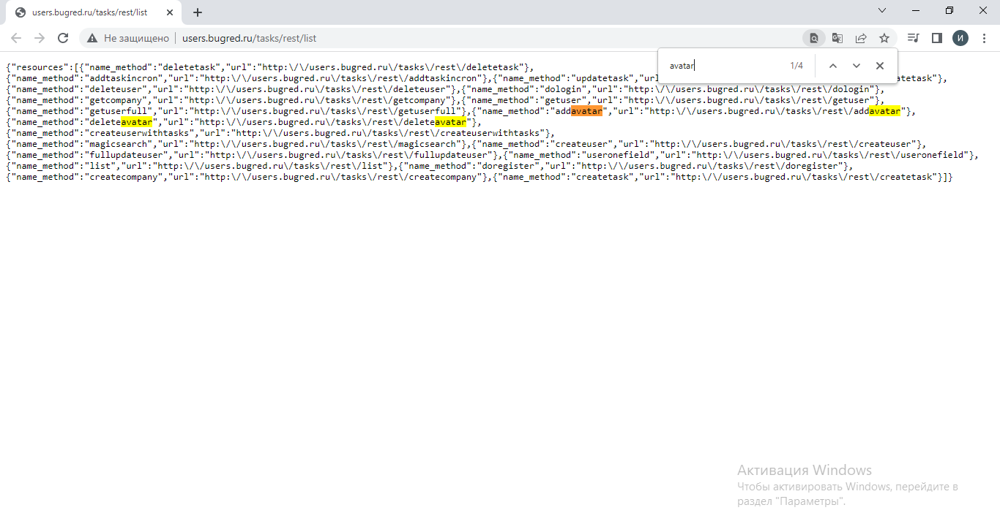 users.bugred.ru/tasks/rest/list
Не защищено
users.bugred.ru/tasks/rest/list
И
avatar
1/4
{"resources":[{"name_method":"deletetask","url":"http:\/\/users.bugred.ru\/tasks\/rest\/deletetask"},
{"name_method":"addtaskincron","url":"http:\/\/users.bugred.ru\/tasks\/rest\/addtaskincron"},{"name_method":"updatetask","url atetask"},
{"name_method":"deleteuser","url":"http:\/\/users.bugred.ru\/tasks\/rest\/deleteuser"},{"name_method":"dologin","url":"http:\/\/users.bugred.ru\/tasks\/rest\/dologin"},
{"name_method":"getcompany","url":"http:\/\/users.bugred.ru\/tasks\/rest\/getcompany"},{"name_method":"getuser","url":"http:\/\/users.bugred.ru\/tasks\/rest\/getuser"},
{"name_method":"getuserfull","url":"http:\/\/users.bugred.ru\/tasks\/rest\/getuserfull"},{"name_method":"addavatar","url":"http:\/\/users.bugred.ru\/tasks\/rest\/addavatar"},
{"name_method":"deleteavatar","url":"http:\/\/users.bugred.ru\/tasks\/rest\/deleteavatar"},
{"name_method":"createuserwithtasks","url":"http:\/\/users.bugred.ru\/tasks\/rest\/createuserwithtasks"},
{"name_method":"magicsearch","url":"http:\/\/users.bugred.ru\/tasks\/rest\/magicsearch"},{"name_method":"createuser","url":"http:\/\/users.bugred.ru\/tasks\/rest\/createuser"},
{"name_method":"fullupdateuser","url":"http:\/\/users.bugred.ru\/tasks\/rest\/fullupdateuser"},{"name_method":"useronefield","url":"http:\/\/users.bugred.ru\/tasks\/rest\/useronefield"},
{"name_method":"list","url":"http:\/\/users.bugred.ru\/tasks\/rest\/list"},{"name_method":"doregister","url":"http:\/\/users.bugred.ru\/tasks\/rest\/doregister"},
{"name_method":"createcompany","url":"http:\/\/users.bugred.ru\/tasks\/rest\/createcompany"},{"name_method":"createtask","url":"http:\/\/users.bugred.ru\/tasks\/rest\/createtask"}]}
Активация Windows
Чтобы активировать Windows, перейдите в
раздел "Параметры".